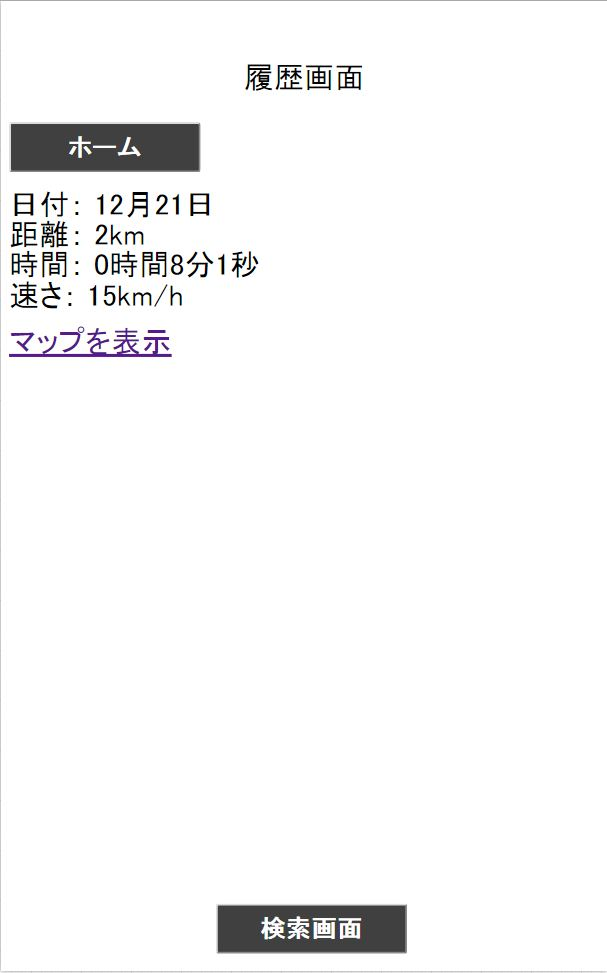 履歴画面
ホーム
日付: 12月21日
距離: 2km
時間: 0時間8分1秒
速さ: 15km/h
マップを表示
検索画面